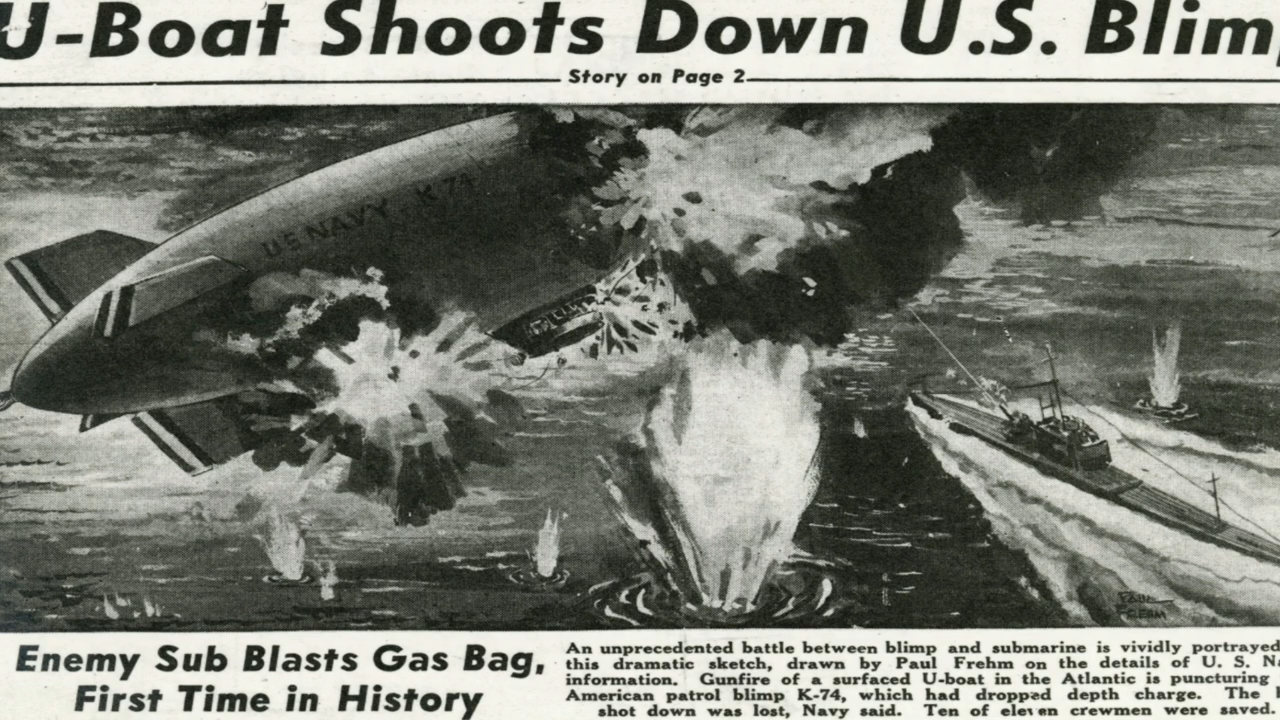 U-Boat Shoots Down U.S. Blim
Story on Page 2
US NAVY K 74
PAUL
FREHM
Enemy Sub Blasts Gas Bag,
First Time in History
An unprecedented battle between blimp and submarine is vividly portrayed
this dramatic sketch, drawn by Paul Frehm on the details of U. S. Na
information. Gunfire of a surfaced U-boat in the Atlantic is puncturing
American patrol blimp K-74, which had dropped depth charge. The
shot down was lost, Navy said. Ten of eleven crewmen were saved.